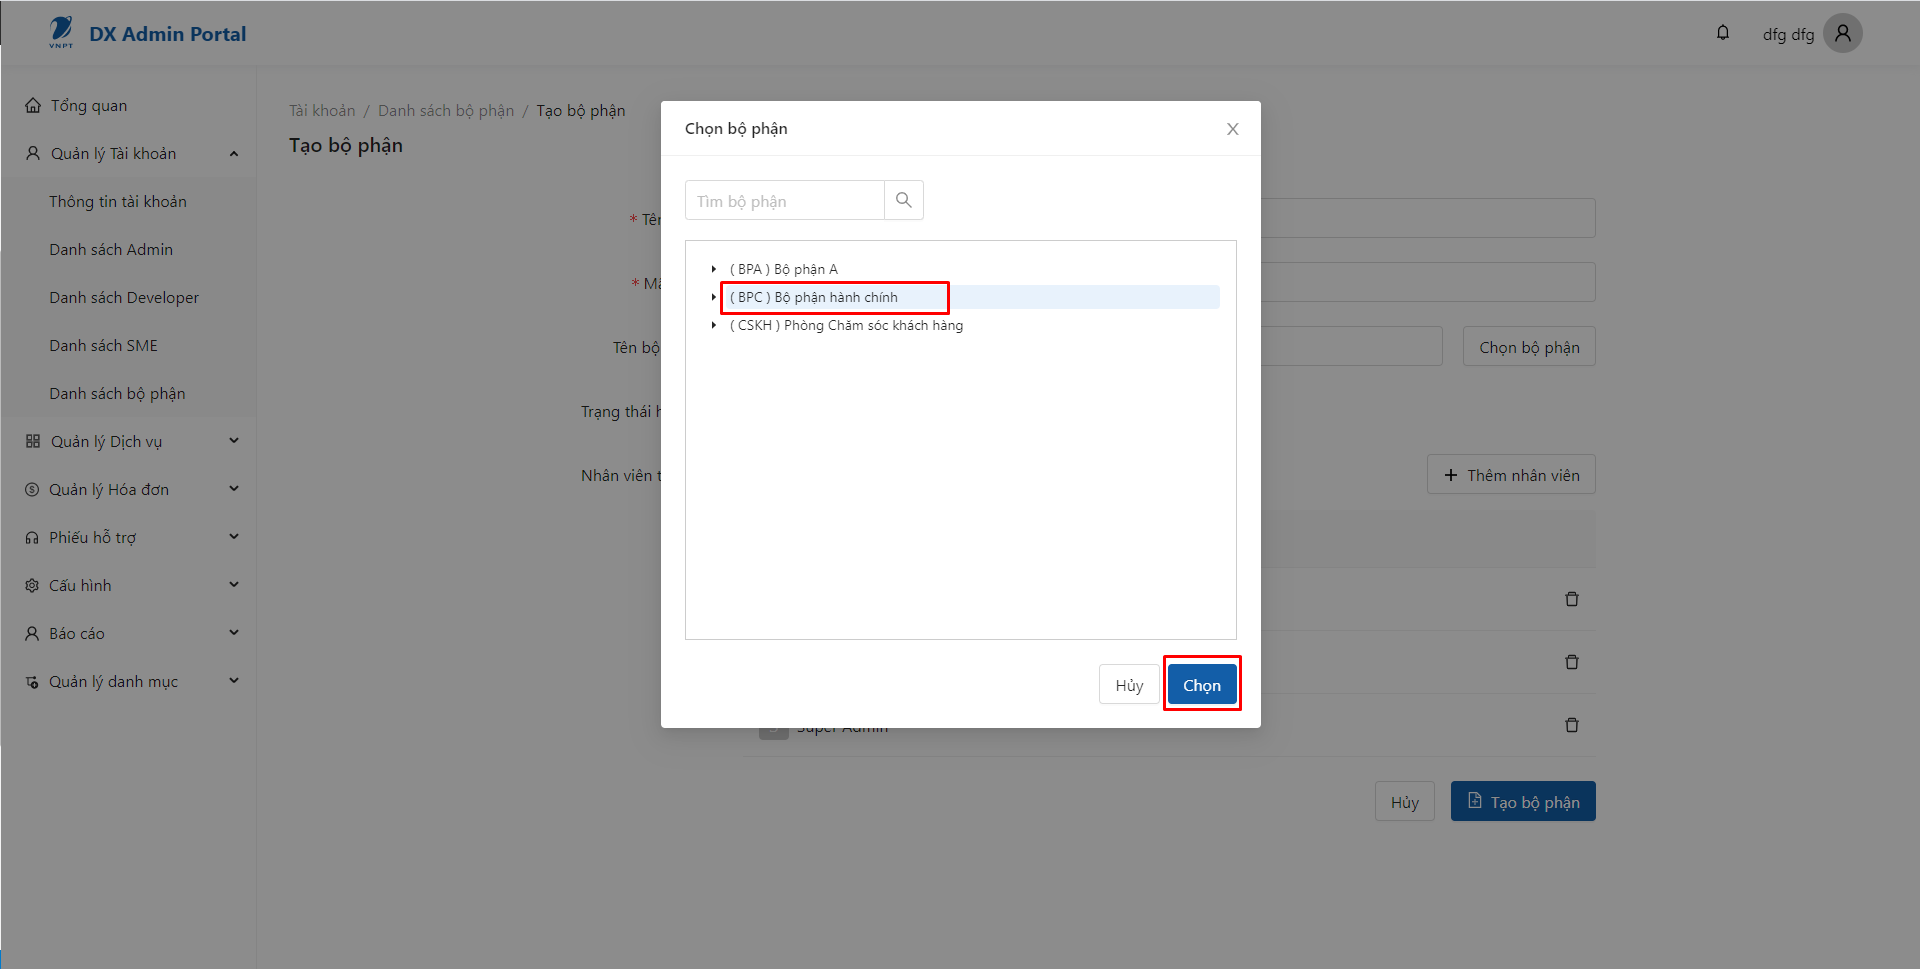 VNPT
DX Admin Portal
dfg dfg
Tổng quan
Quản lý Tài khoản
Thông tin tài khoản
Danh sách Admin
Danh sách Developer
Danh sách SME
Danh sách bộ phận
Quản lý Dịch vụ
Quản lý Hóa đơn
Phiếu hỗ trợ
Cấu hình
Báo cáo
Quản lý danh mục
Tài khoản / Danh sách bộ phận / Tạo bộ phận
Tạo bộ phận
* Tên
*
Tên bộ
Chọn bộ phận
Trạng thái
Nhân viên
+ Thêm nhân viên
Super Admin
Hủy
Tạo bộ phận
Chọn bộ phận
Tìm bộ phận
( BPA ) Bộ phận A
( BPC ) Bộ phận hành chính
( CSKH ) Phòng Chăm sóc khách hàng
Hủy
Chọn